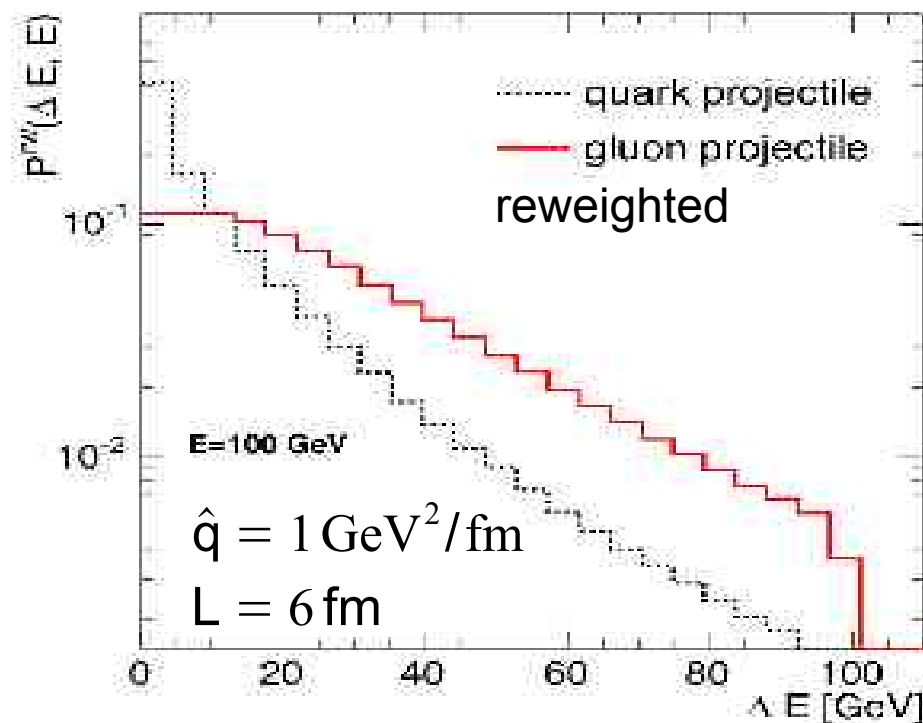 P^rw(ΔE, E)
quark projectile
gluon projectile
reweighted
10^-1
10^-2
E=100 GeV
q̂ = 1 GeV²/fm
L = 6 fm
0 20 40 60 80 100
Δ E [GeV]